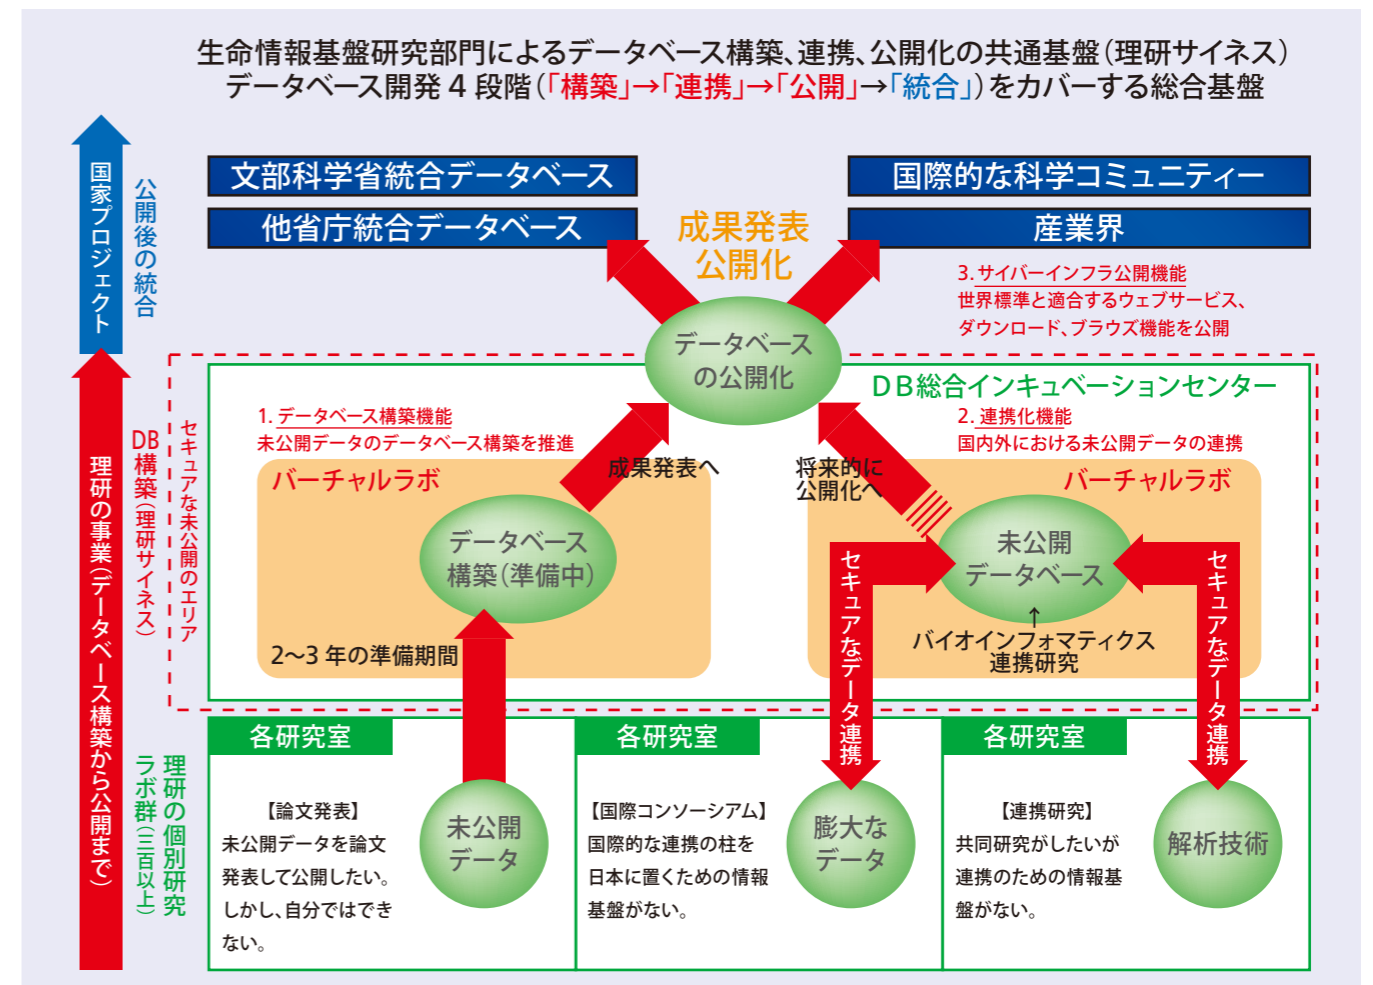 生命情報基盤研究部門によるデータベース構築、連携、公開化の共通基盤（理研サイネス）
データベース開発4段階（「構築」→「連携」→「公開」→「統合」）をカバーする総合基盤
国家プロジェクト
公開後の統合
文部科学省統合データベース
他省庁統合データベース
国際的な科学コミュニティー
産業界
成果発表
公開化
3. サイバーインフラ公開機能
世界標準と適合するウェブサービス、
ダウンロード、ブラウズ機能を公開
データベース
の公開化
理研の事業（データベース構築から公開まで）
DB構築（理研サイネス）
セキュアな未公開のエリア
DB総合インキュベーションセンター
1. データベース構築機能
未公開データのデータベース構築を推進
バーチャルラボ
成果発表へ
データベース
構築（準備中）
2〜3年の準備期間
2. 連携化機能
国内外における未公開データの連携
バーチャルラボ
将来的に
公開化へ
未公開
データベース
↑
バイオインフォマティクス
連携研究
セキュアなデータ連携
セキュアなデータ連携
理研の個別研究
ラボ群（三百以上）
各研究室
【論文発表】
未公開データを論文
発表して公開したい。
しかし、自分ではでき
ない。
未公開
データ
各研究室
【国際コンソーシアム】
国際的な連携の柱を
日本に置くための情報
基盤がない。
膨大な
データ
各研究室
【連携研究】
共同研究がしたいが
連携のための情報基
盤がない。
解析技術